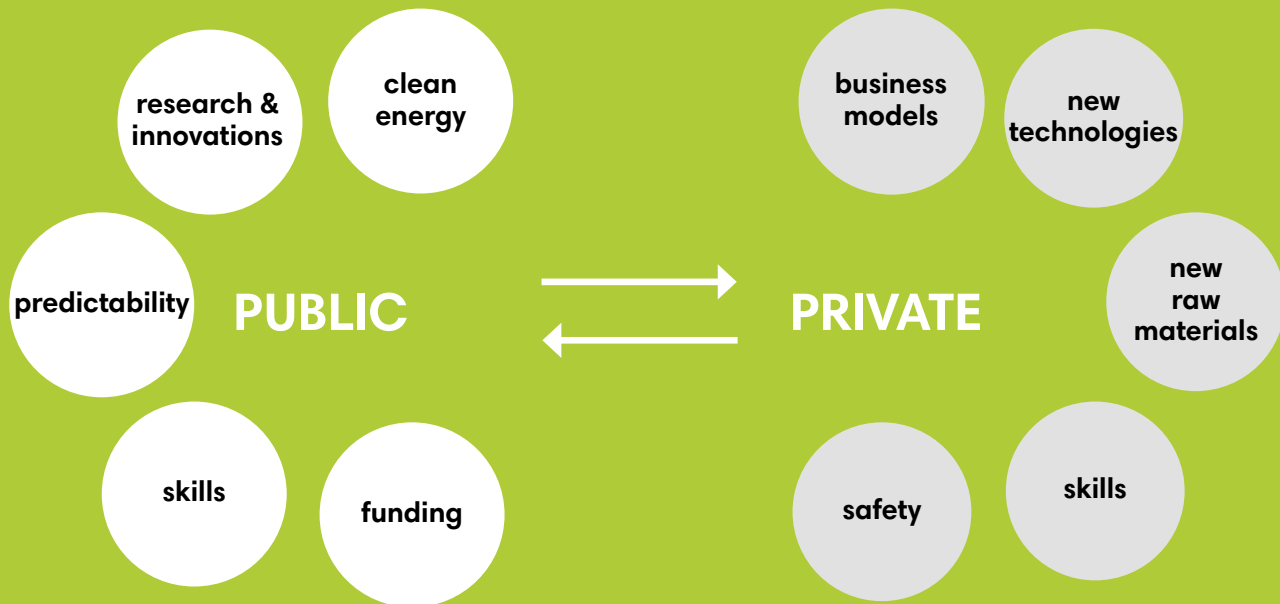 research &
innovations
clean
energy
predictability
PUBLIC
skills
funding
business
models
new
technologies
new
raw
materials
PRIVATE
safety
skills